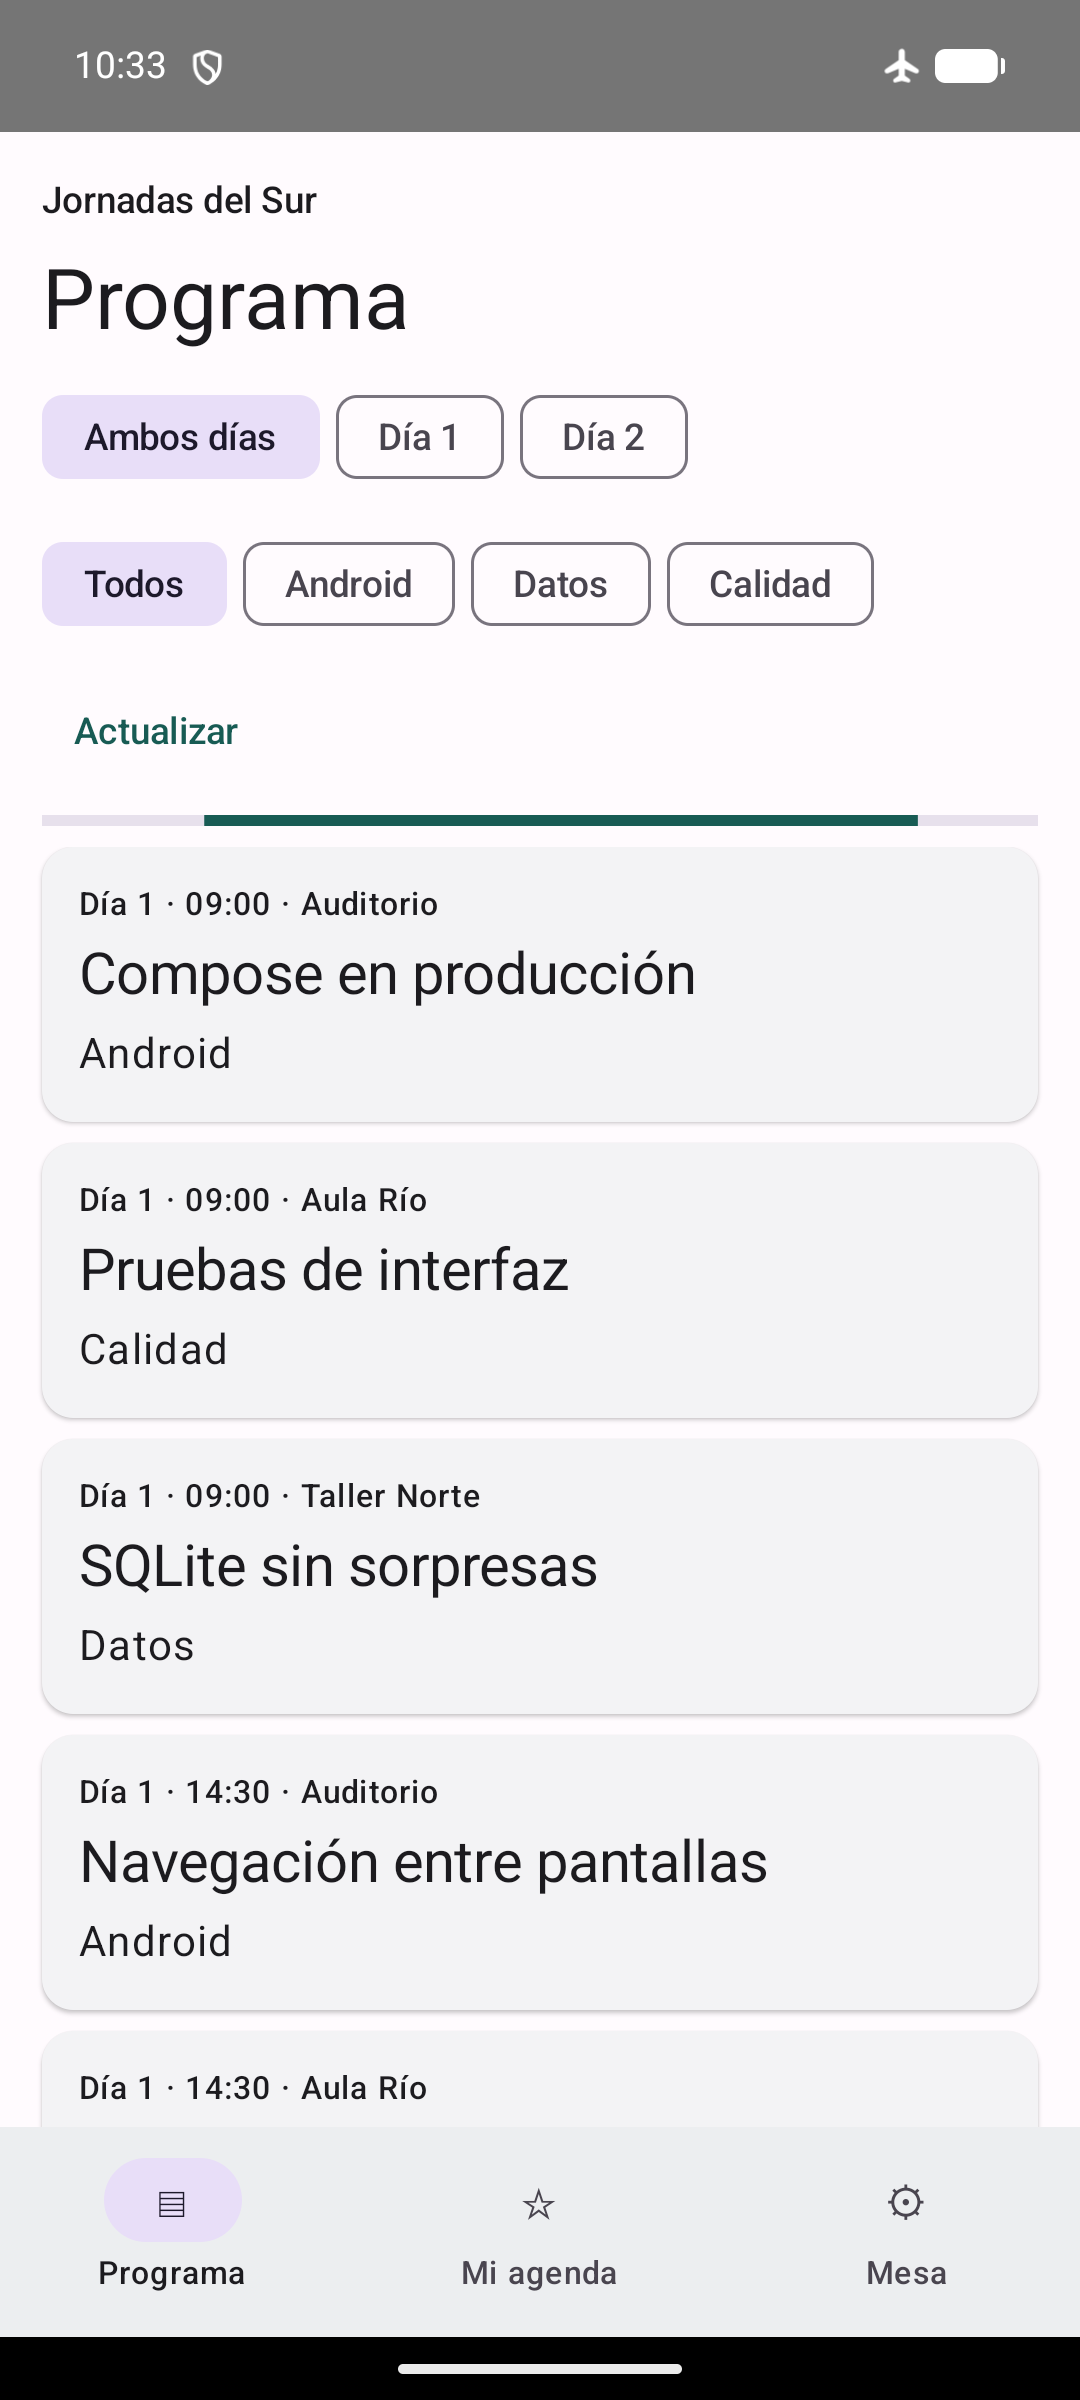 10:33
Jornadas del Sur
Programa
Ambos días Día 1 Día 2
Todos Android Datos Calidad
Actualizar
Día 1 · 09:00 · Auditorio
Compose en producción
Android
Día 1 · 09:00 · Aula Río
Pruebas de interfaz
Calidad
Día 1 · 09:00 · Taller Norte
SQLite sin sorpresas
Datos
Día 1 · 14:30 · Auditorio
Navegación entre pantallas
Android
Día 1 · 14:30 · Aula Río
Programa Mi agenda Mesa